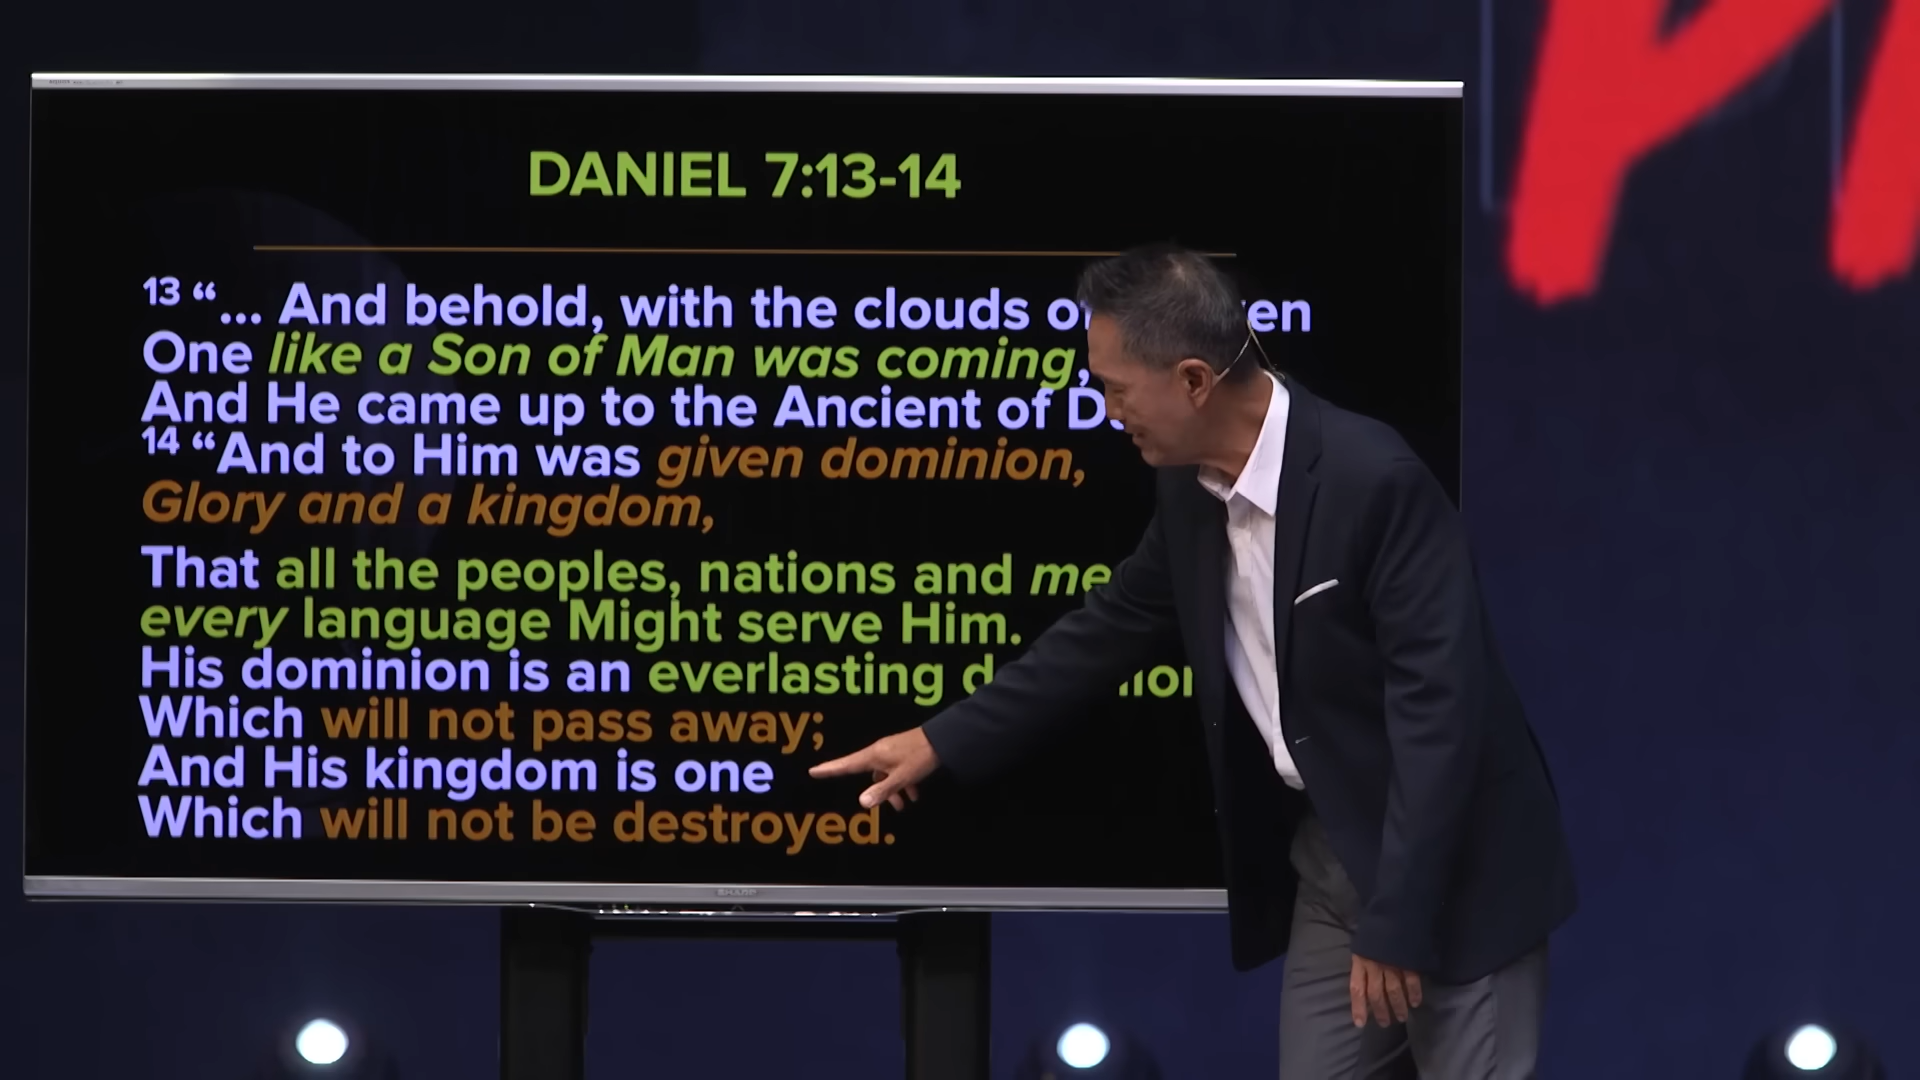 DANIEL 7:13-14
13 “... And behold, with the clouds
One like a Son of Man was coming,
And He came up to the Ancient of
14 “And to Him was given dominion,
Glory and a kingdom,
That all the peoples, nations and
every language Might serve Him.
His dominion is an everlasting
Which will not pass away;
And His kingdom is one
Which will not be destroyed.
SHARP